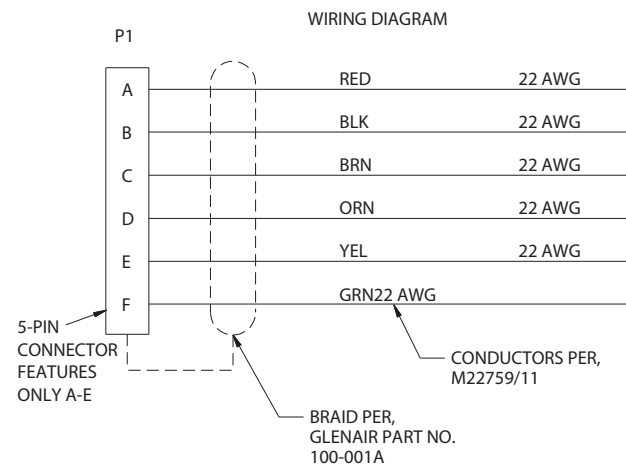 WIRING DIAGRAM
P1
A RED 22 AWG
B BLK 22 AWG
C BRN 22 AWG
D ORN 22 AWG
E YEL 22 AWG
F GRN22 AWG
5-PIN
CONNECTOR
FEATURES
ONLY A-E
CONDUCTORS PER,
M22759/11
BRAID PER,
GLENAIR PART NO.
100-001A